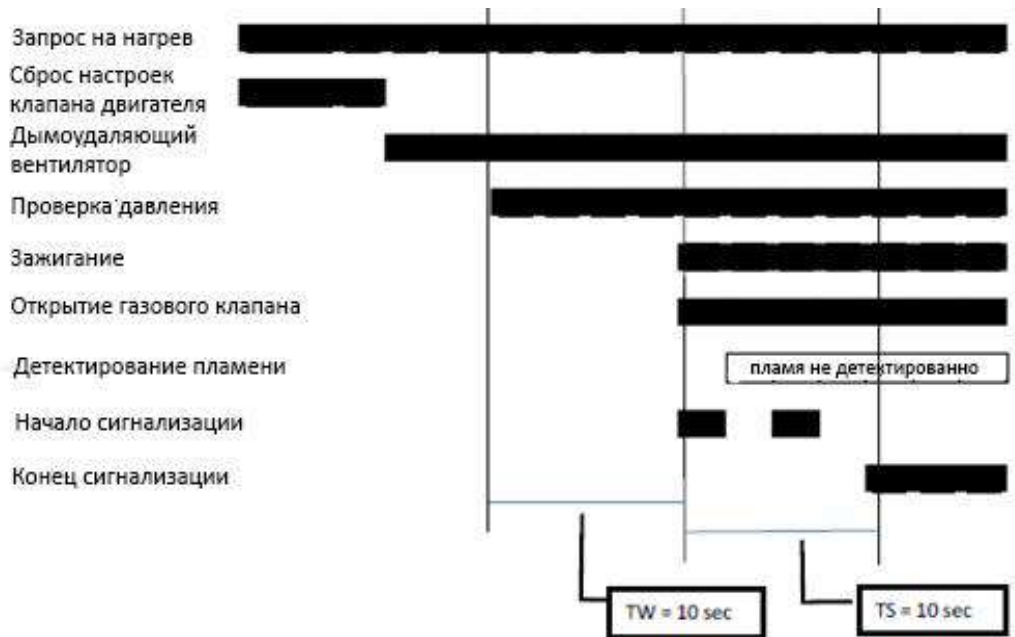 Запрос на нагрев
Сброс настроек
клапана двигателя
Дымоудаляющий
вентилятор
Проверка давления
Зажигание
Открытие газового клапана
Детектирование пламени
пламя не детектированно
Начало сигнализации
Конец сигнализации
TW = 10 sec
TS = 10 sec